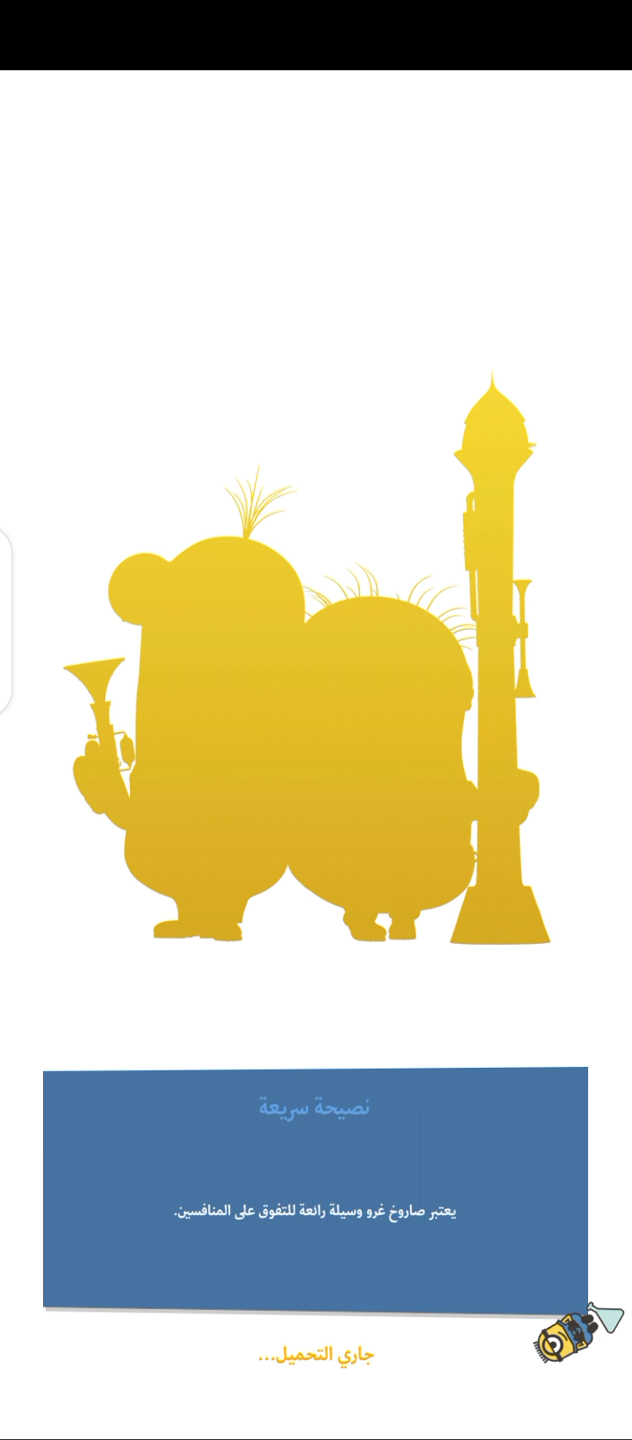 نصيحة سريعة
يعتبر صاروخ غرو وسيلة رائعة للتفوق على المنافسين.
جاري التحميل...